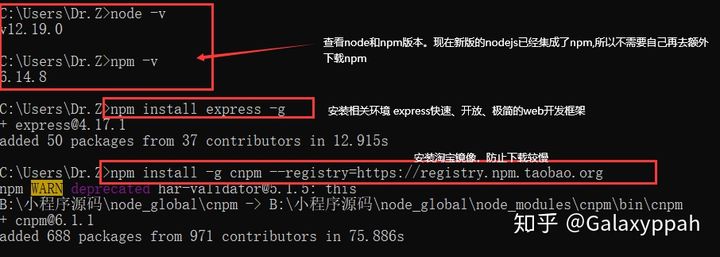 C:\Users\Dr.Z>node -v
v12.19.0
查看node和npm版本。现在新版的nodejs已经集成了npm,所以不需要自己再去额外
下载npm
C:\Users\Dr.Z>npm -v
6.14.8
C:\Users\Dr.Z>npm install express -g
安装相关环境 express快速、开放、极简的web开发框架
+ express@4.17.1
added 50 packages from 37 contributors in 12.915s
安装淘宝镜像，防止下载较慢
C:\Users\Dr.Z>npm install -g cnpm --registry=https://registry.npm.taobao.org
npm WARN deprecated har-validator@5.1.5: this
B:\小程序源码\node_global\cnpm -> B:\小程序源码\node_global\node_modules\cnpm\bin\cnpm
+ cnpm@6.1.1
added 688 packages from 971 contributors in 75.886s
知乎 @Galaxyppah